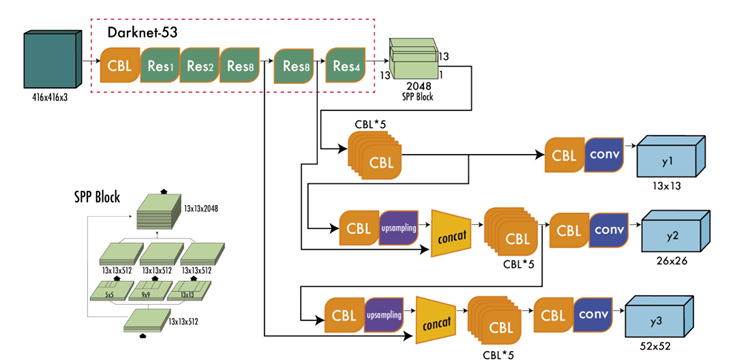 Darknet-53
CBL
Res1
Res2
Res8
Res8
Res4
416x416x3
13
13
1
2048
SPP Block
CBL*5
CBL
CBL
conv
y1
13x13
SPP Block
13x13x2048
13x13x512
13x13x512
13x13x512
5x5
9x9
13x13
13x13x512
CBL
upsampling
concat
CBL
CBL*5
CBL
conv
y2
26x26
CBL
upsampling
concat
CBL
CBL*5
CBL
conv
y3
52x52